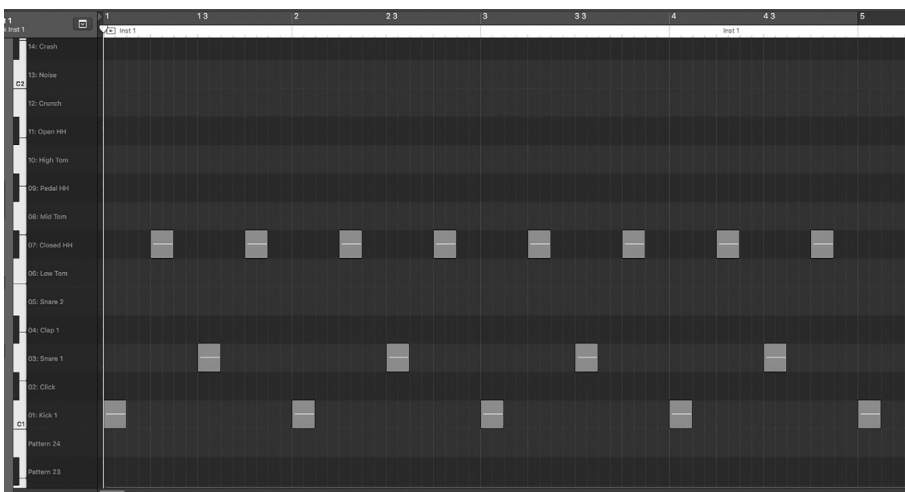 1
1 3
2
2 3
3
3 3
4
4 3
5
t 1
Inst 1
Inst 1
Inst 1
14: Crash
13: Noise
C2
12: Crunch
11: Open HH
10: High Tom
09: Pedal HH
08: Mid Tom
07: Closed HH
06: Low Tom
05: Snare 2
04: Clap 1
03: Snare 1
02: Click
01: Kick 1
C1
Pattern 24
Pattern 23